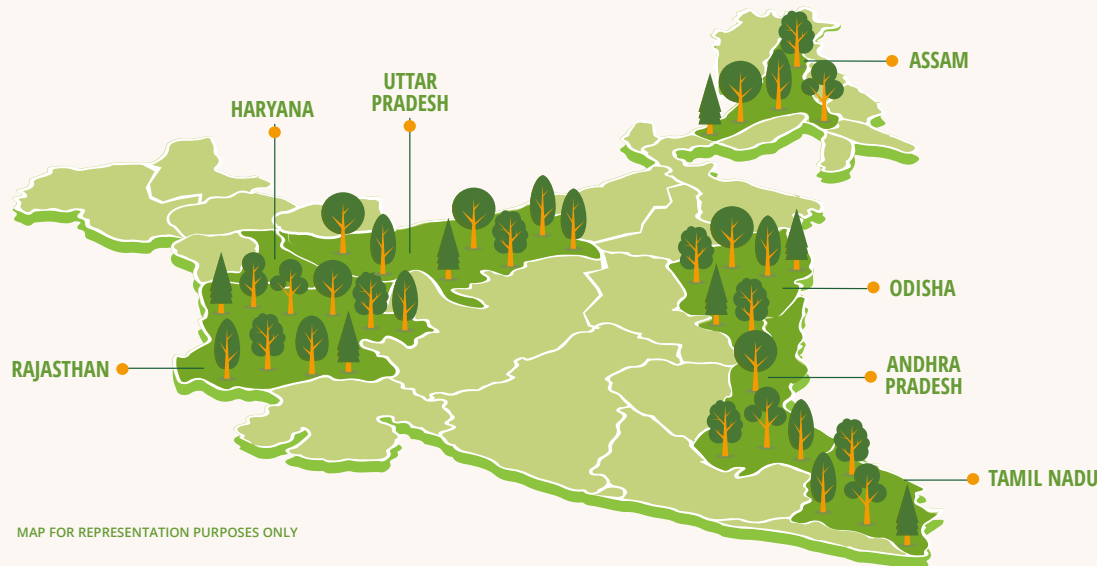 ASSAM
UTTAR
PRADESH
HARYANA
ODISHA
RAJASTHAN
ANDHRA
PRADESH
TAMIL NADU
MAP FOR REPRESENTATION PURPOSES ONLY